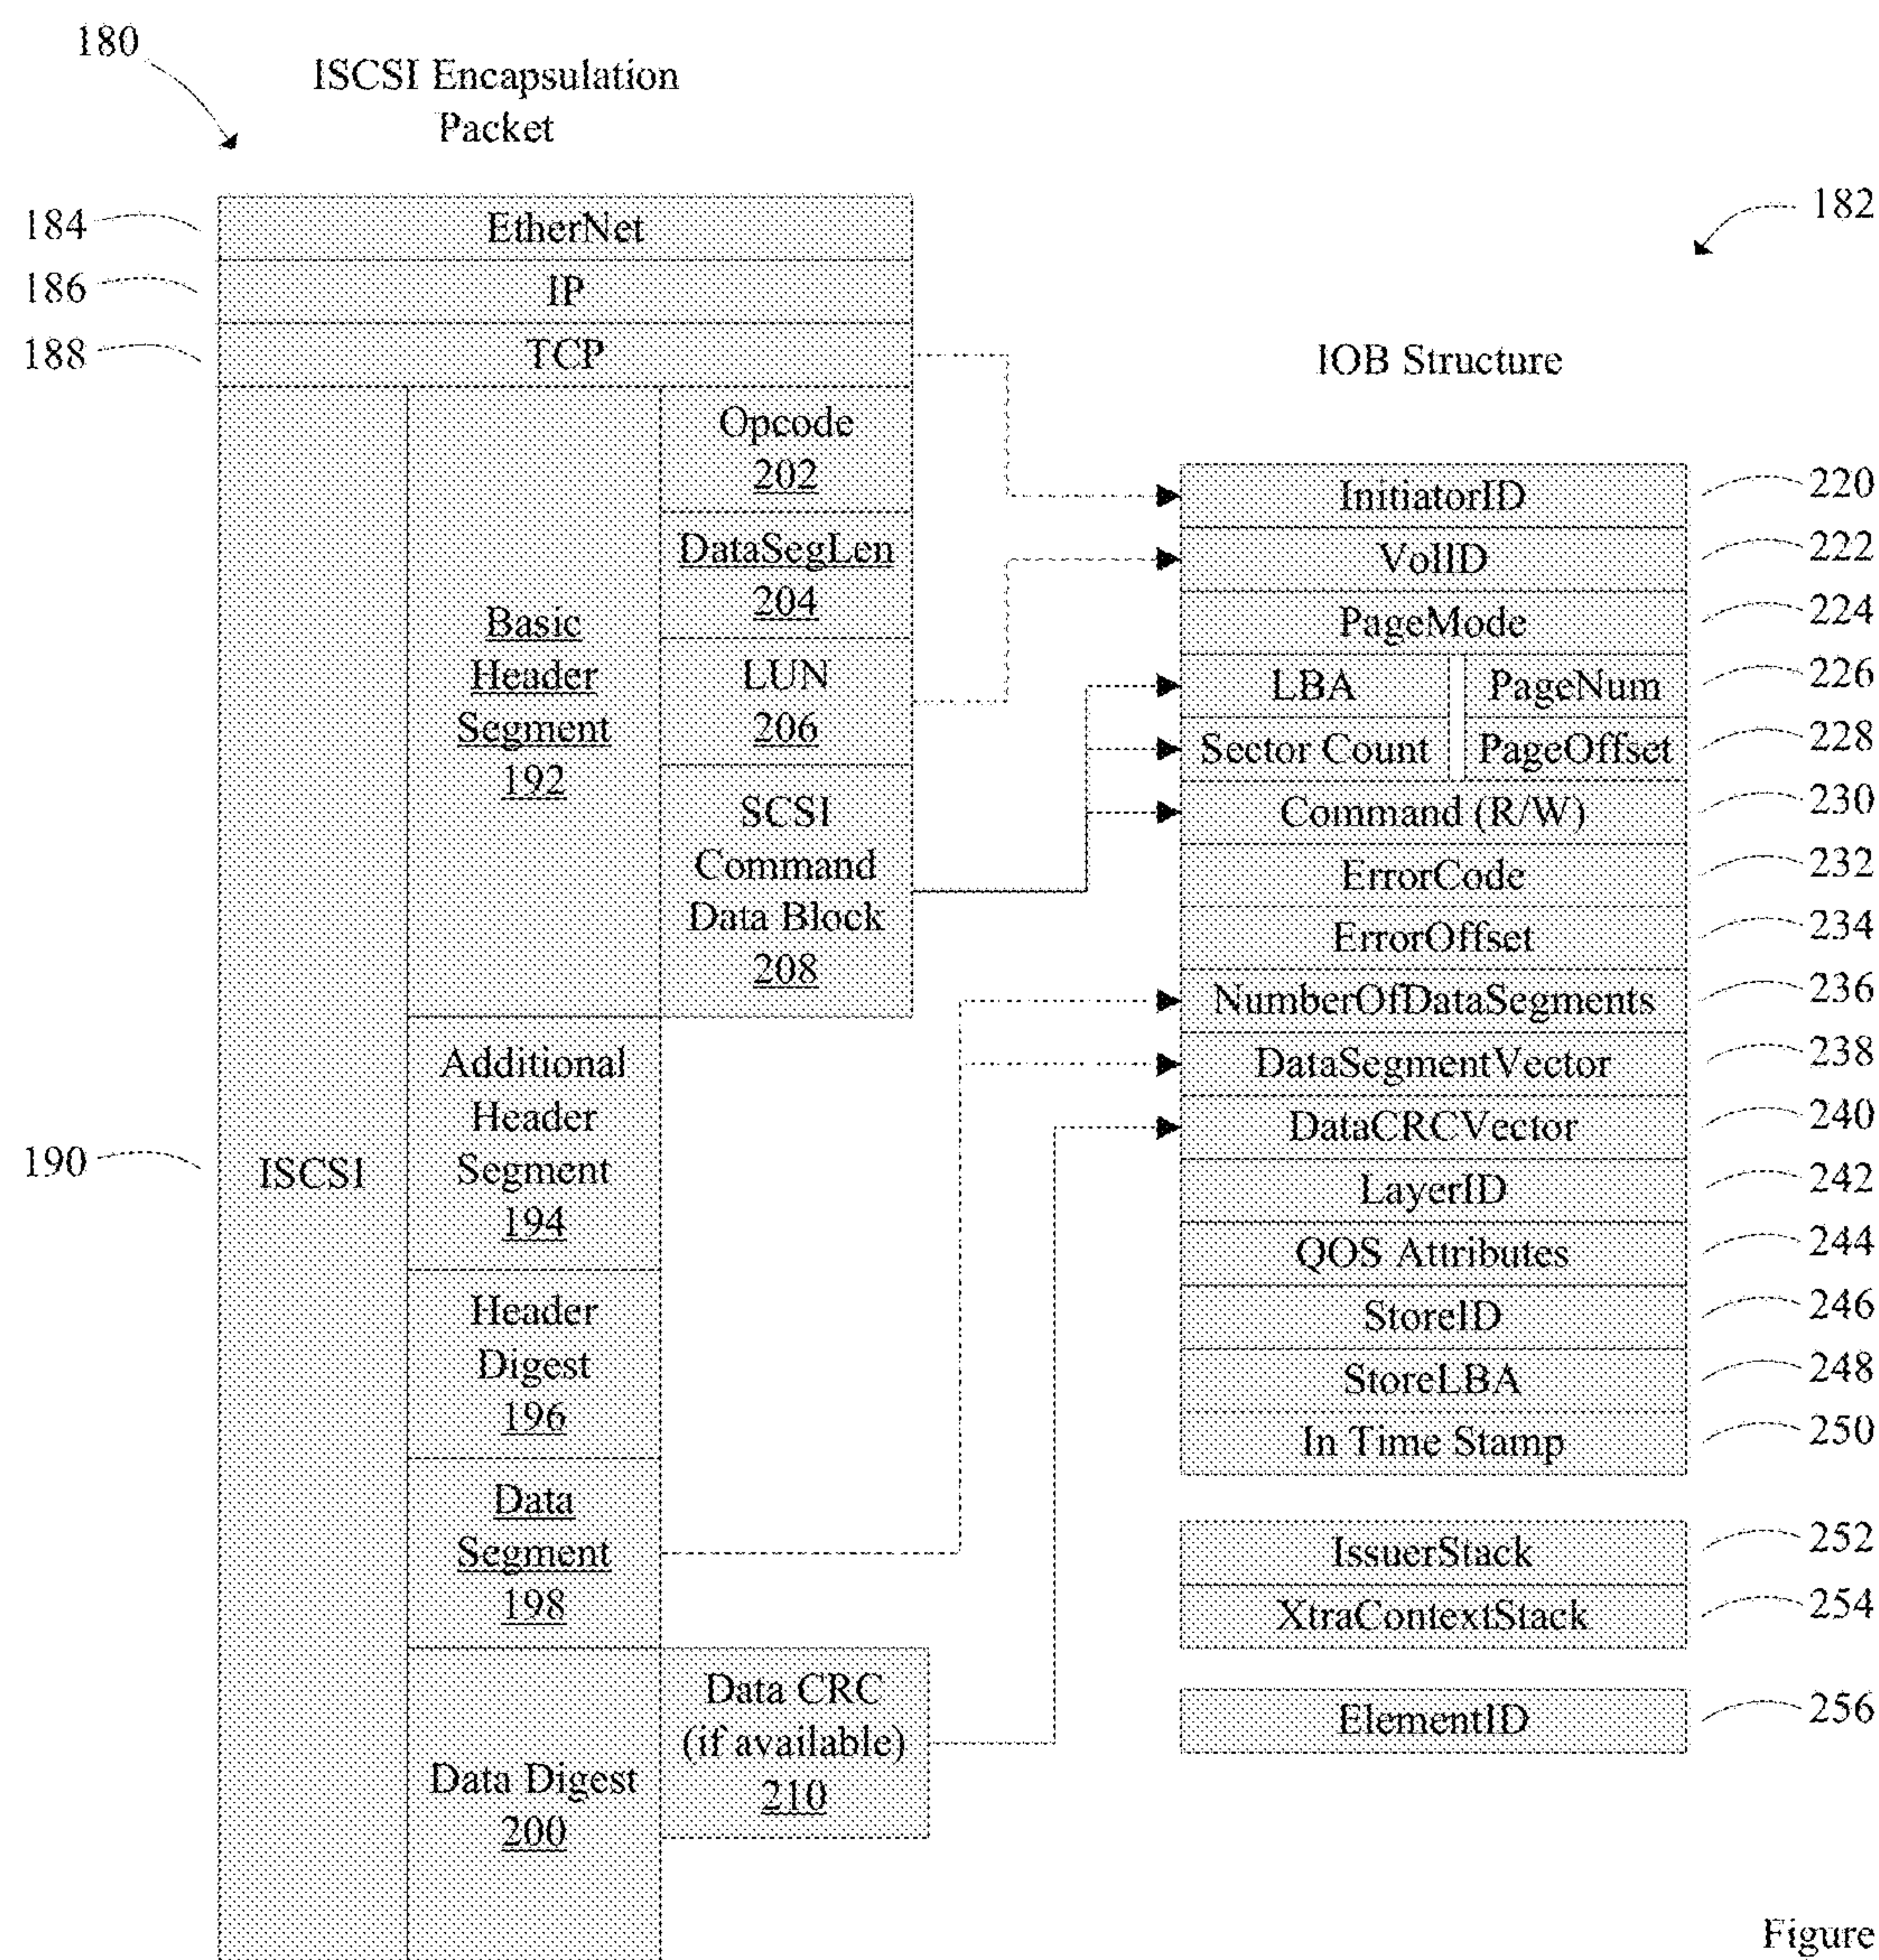 180
ISCSI Encapsulation
Packet
182
184
EtherNet
186
IP
188
TCP
190
ISCSI
Basic
Header
Segment
192
Opcode
202
DataSegLen
204
LUN
206
SCSI
Command
Data Block
208
Additional
Header
Segment
194
Header
Digest
196
Data
Segment
198
Data Digest
200
Data CRC
(if available)
210
IOB Structure
InitiatorID
220
VolID
222
PageMode
224
LBA
PageNum
226
Sector Count
PageOffset
228
Command (R/W)
230
ErrorCode
232
ErrorOffset
234
NumberOfDataSegments
236
DataSegmentVector
238
DataCRCVector
240
LayerID
242
QOS Attributes
244
StoreID
246
StoreLBA
248
In Time Stamp
250
IssuerStack
252
XtraContextStack
254
ElementID
256
Figure